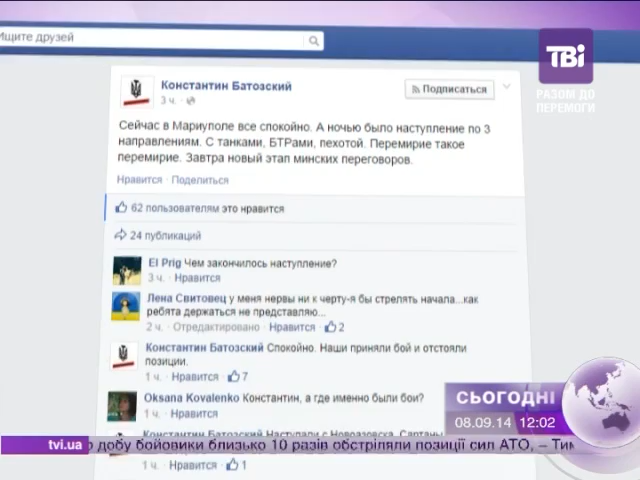 Ищите друзей
ТВі
РАЗОМ ДО
ПЕРЕМОГИ
Константин Батозский
3 ч.
Подписаться
Сейчас в Мариуполе все спокойно. А ночью было наступление по 3
направлениям. С танками, БТРами, пехотой. Перемирие такое
перемирие. Завтра новый этап минских переговоров.
Нравится · Поделиться
62 пользователям это нравится
24 публикаций
El Prig Чем закончилось наступление?
3 ч. · Нравится
Лена Свитовец у меня нервы ни к черту-я бы стрелять начала...как
ребята держаться не представляю...
2 ч. · Отредактировано · Нравится · 2
Константин Батозский Спокойно. Наши приняли бой и отстояли
позиции.
1 ч. · Нравится · 7
Oksana Kovalenko Константин, а где именно были бои?
1 ч. · Нравится
Константин Батозский Наступали с Новоазовска, Сартаны
1 ч. · Нравится · 1
СЬОГОДНІ
08.09.14 12:02
tvi.ua добу бойовики близько 10 разів обстріляли позиції сил АТО, –